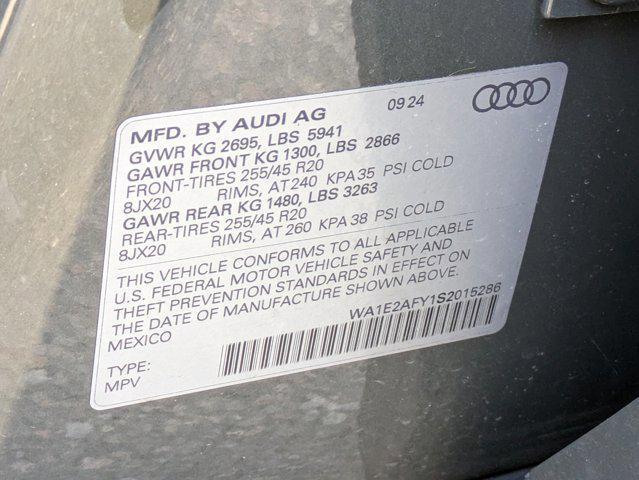 MFD. BY AUDI AG 09 24
GVWR KG 2695, LBS 5941
GAWR FRONT KG 1300, LBS 2866
FRONT-TIRES 255/45 R20
8JX20 RIMS, AT 240 KPA 35 PSI COLD
GAWR REAR KG 1480, LBS 3263
REAR-TIRES 255/45 R20
8JX20 RIMS, AT 260 KPA 38 PSI COLD
THIS VEHICLE CONFORMS TO ALL APPLICABLE
U.S. FEDERAL MOTOR VEHICLE SAFETY AND
THEFT PREVENTION STANDARDS IN EFFECT ON
THE DATE OF MANUFACTURE SHOWN ABOVE.
MEXICO
WA1E2AFY1S2015286
TYPE:
MPV